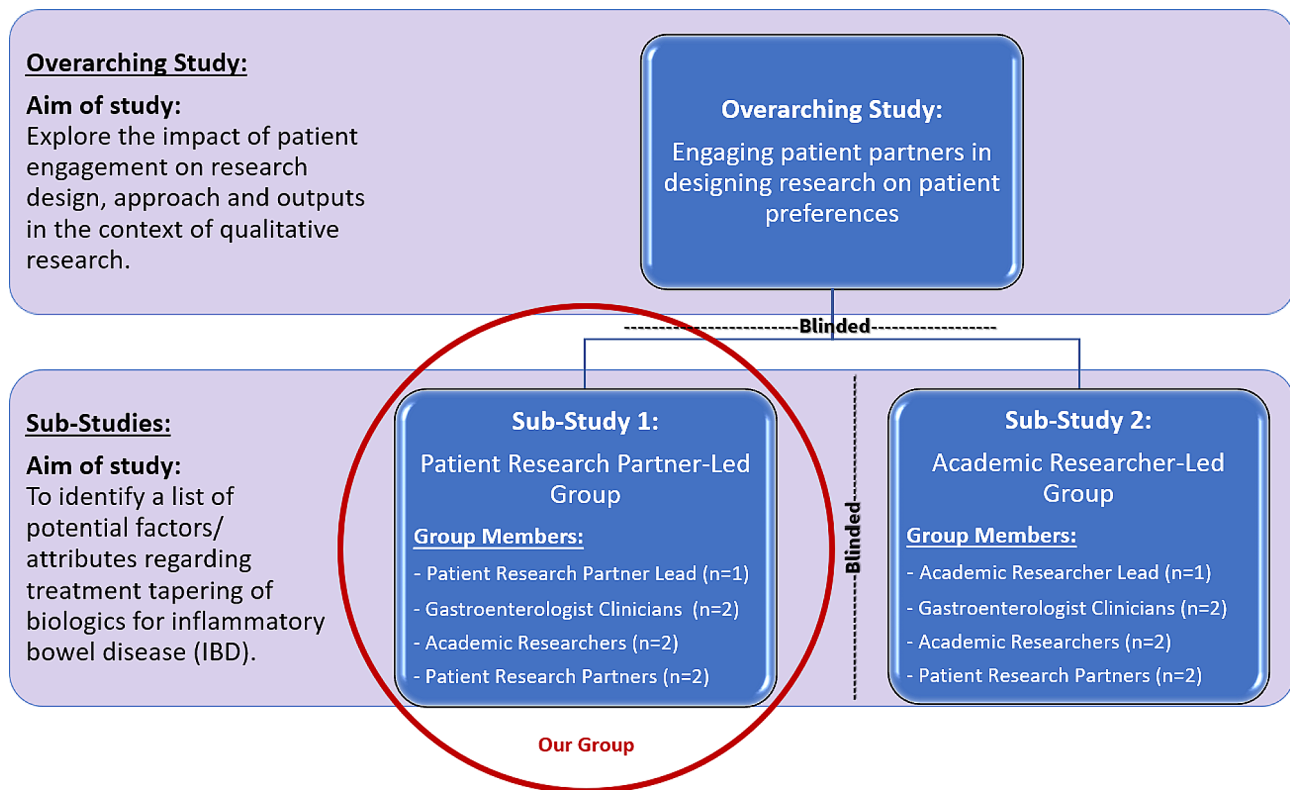 Overarching Study:
Aim of study:
Explore the impact of patient
engagement on research
design, approach and outputs
in the context of qualitative
research.
Overarching Study:
Engaging patient partners in
designing research on patient
preferences
Blinded
Sub-Studies:
Aim of study:
To identify a list of
potential factors/
attributes regarding
treatment tapering of
biologics for inflammatory
bowel disease (IBD).
Sub-Study 1:
Patient Research Partner-Led
Group
Group Members:
- Patient Research Partner Lead (n=1)
- Gastroenterologist Clinicians (n=2)
- Academic Researchers (n=2)
- Patient Research Partners (n=2)
Blinded
Sub-Study 2:
Academic Researcher-Led
Group
Group Members:
- Academic Researcher Lead (n=1)
- Gastroenterologist Clinicians (n=2)
- Academic Researchers (n=2)
- Patient Research Partners (n=2)
Our Group